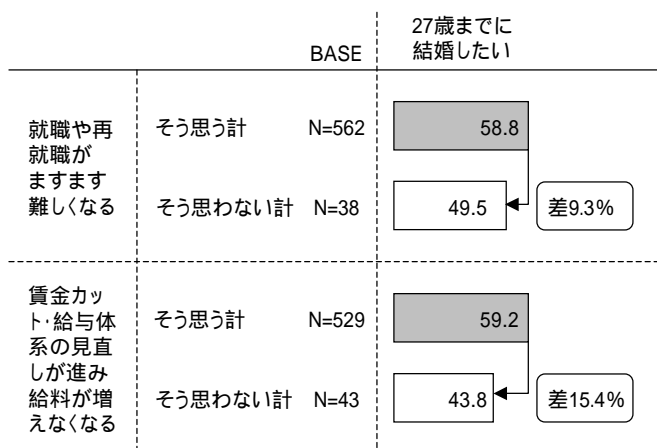 27歳までに
結婚したい
BASE
就職や再
就職が
ますます
難しくなる
そう思う計 N=562 58.8
そう思わない計 N=38 49.5 差9.3%
賃金カッ
ト・給与体
系の見直
しが進み
給料が増
えなくなる
そう思う計 N=529 59.2
そう思わない計 N=43 43.8 差15.4%